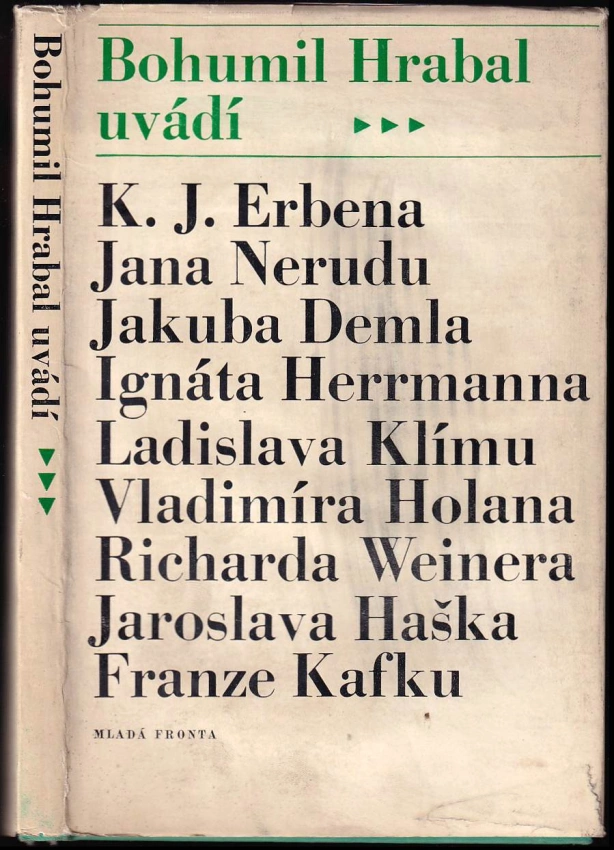 Bohumil Hrabal uvádí
Bohumil Hrabal
uvádí
K. J. Erbena
Jana Nerudu
Jakuba Demla
Ignáta Herrmanna
Ladislava Klímu
Vladimíra Holana
Richarda Weinera
Jaroslava Haška
Franze Kafku
MLADÁ FRONTA